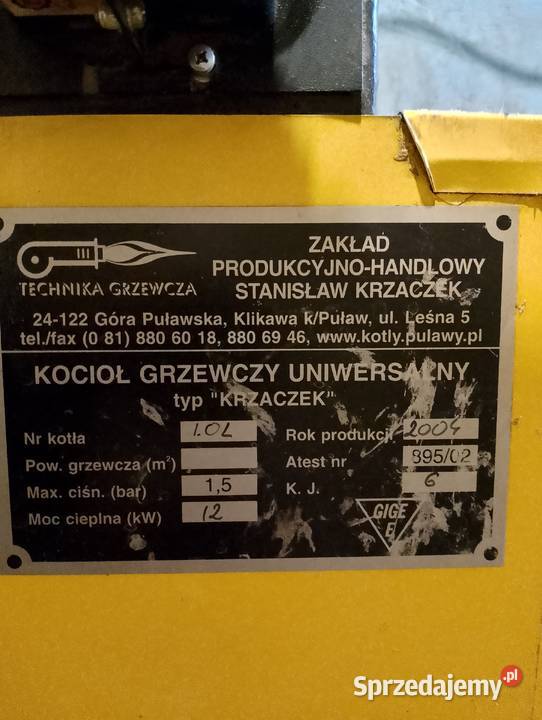 TECHNIKA GRZEWCZA
ZAKŁAD
PRODUKCYJNO-HANDLOWY
STANISŁAW KRZACZEK
24-122 Góra Puławska, Klikawa k/Puław, ul. Leśna 5
tel./fax (0 81) 880 60 18, 880 69 46, www.kotly.pulawy.pl
KOCIOŁ GRZEWCZY UNIWERSALNY
typ "KRZACZEK"
Nr kotła 1.0L Rok produkcji 2004
Pow. grzewcza (m²) Atest nr 895/02
Max. ciśn. (bar) 1,5 K. J. 6
Moc cieplna (kW) 12
GIGE
E
Sprzedajemy.pl